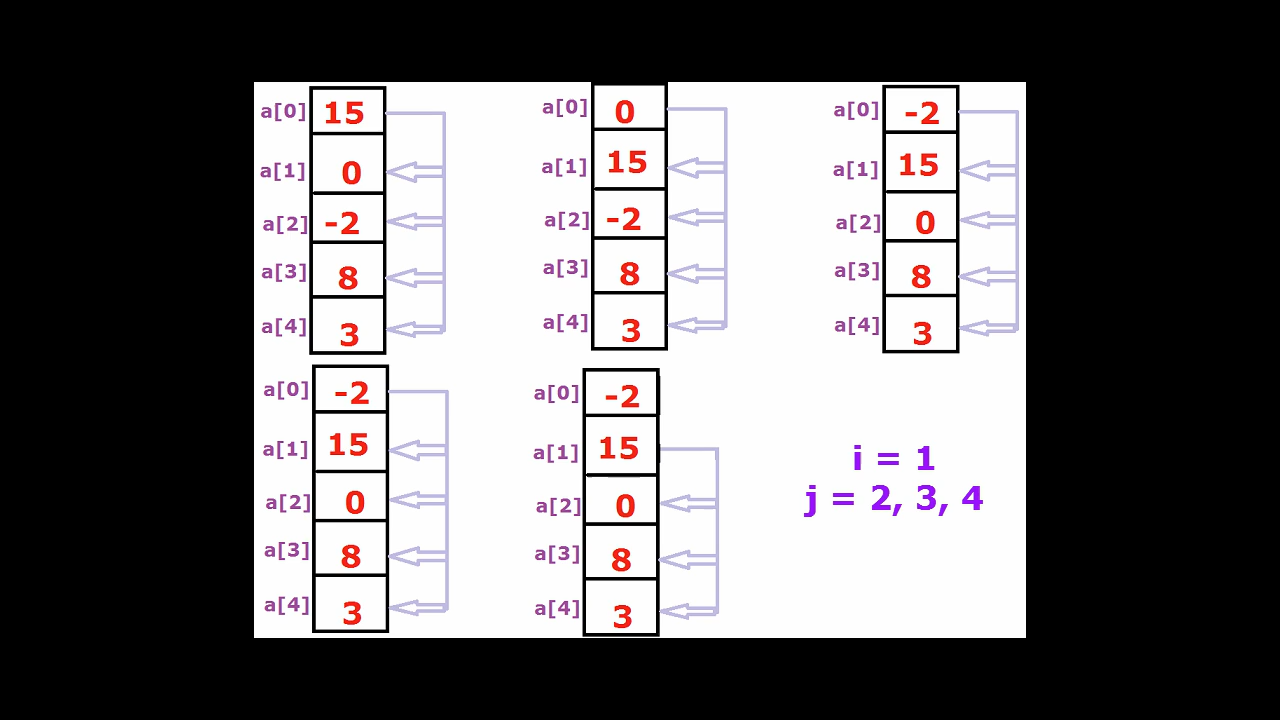 a[0] 15
a[1] 0
a[2] -2
a[3] 8
a[4] 3
a[0] 0
a[1] 15
a[2] -2
a[3] 8
a[4] 3
a[0] -2
a[1] 15
a[2] 0
a[3] 8
a[4] 3
a[0] -2
a[1] 15
a[2] 0
a[3] 8
a[4] 3
a[0] -2
a[1] 15
a[2] 0
a[3] 8
a[4] 3
i = 1
j = 2, 3, 4